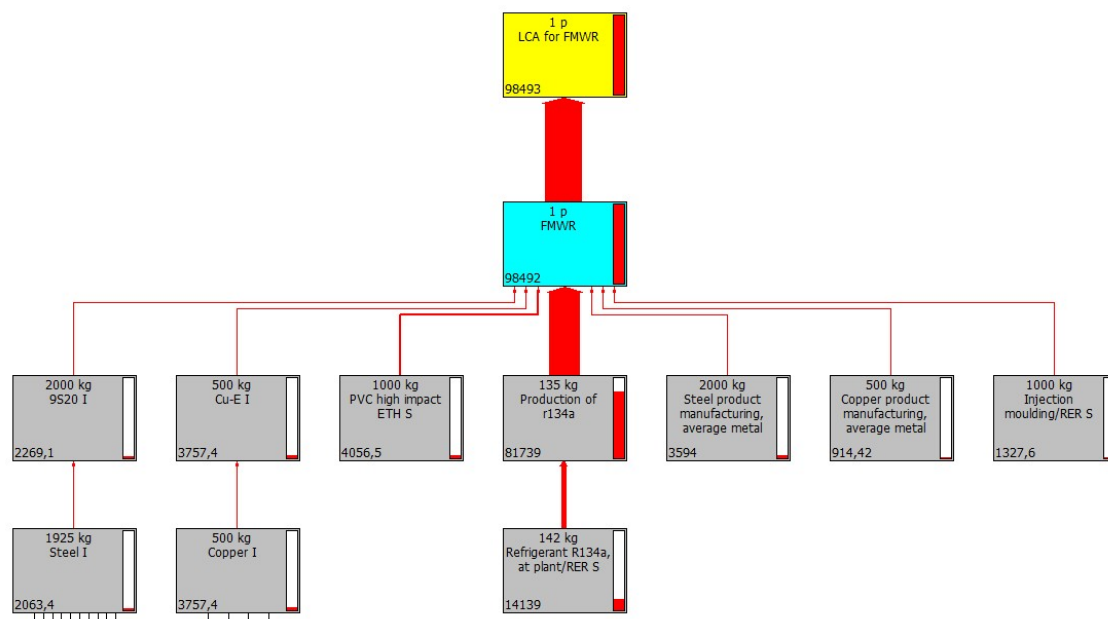 1 p
LCA for FMWR
98493
1 p
FMWR
98492
2000 kg
9S20 I
2269,1
500 kg
Cu-E I
3757,4
1000 kg
PVC high impact
ETH S
4056,5
135 kg
Production of
r134a
81739
2000 kg
Steel product
manufacturing,
average metal
3594
500 kg
Copper product
manufacturing,
average metal
914,42
1000 kg
Injection
moulding/RER S
1327,6
1925 kg
Steel I
2063,4
500 kg
Copper I
3757,4
142 kg
Refrigerant R134a,
at plant/RER S
14139